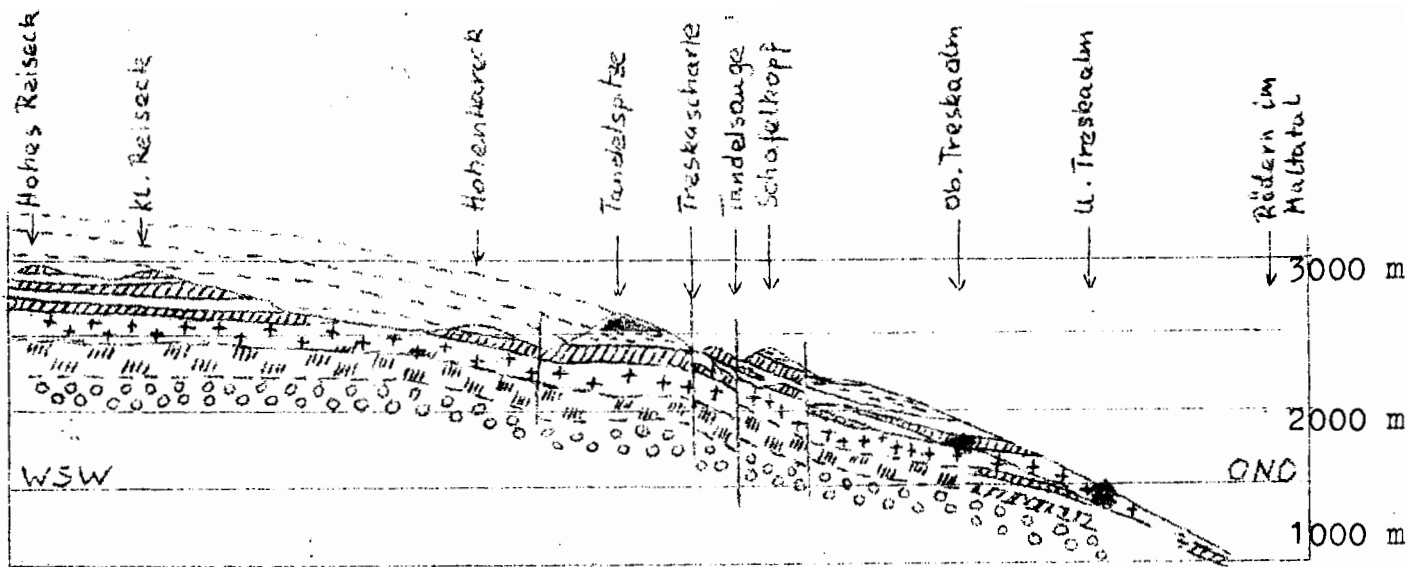 Hohes Reiseck
Kl. Reiseck
Hohenkareck
Tandelspitze
Treskascharte
Tandelsauge
Schafelkopf
Ob. Treskaalm
U. Treskaalm
Rädern im
Maltatal
3000 m
2000 m
WSW
ONO
1000 m